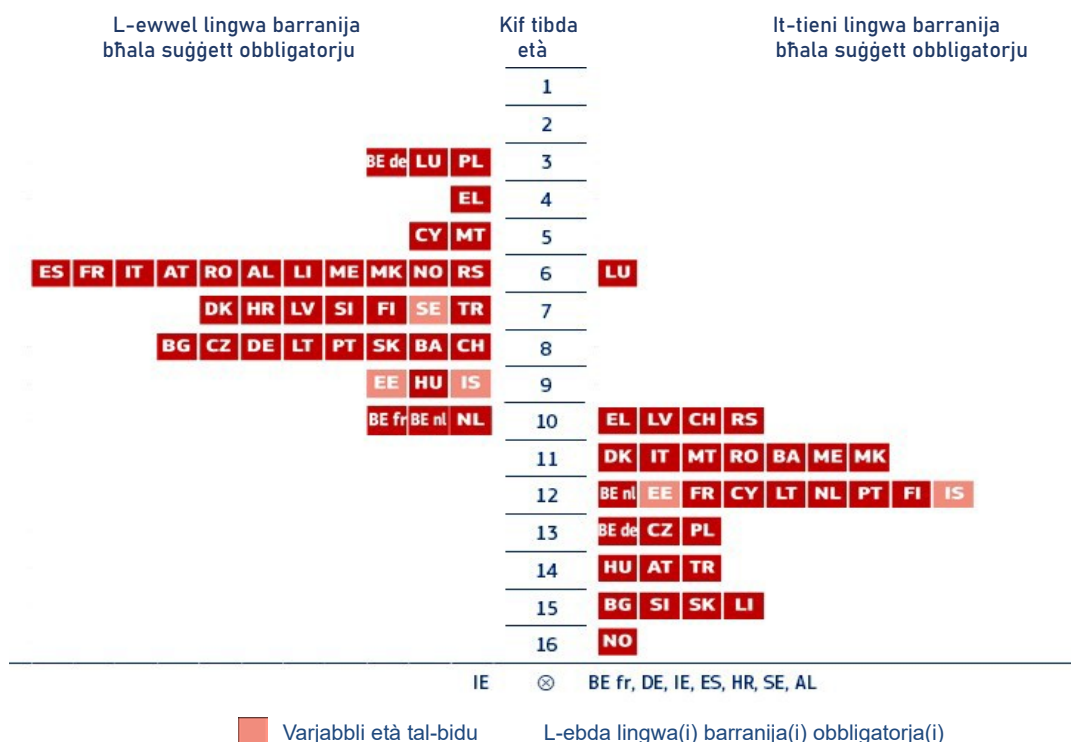 L-ewwel lingwa barranija
bħala suġġett obbligatorju
Kif tibda
età
It-tieni lingwa barranija
bħala suġġett obbligatorju
1
2
BE de LU PL 3
EL 4
CY MT 5
ES FR IT AT RO AL LI ME MK NO RS 6 LU
DK HR LV SI FI SE TR 7
BG CZ DE LT PT SK BA CH 8
EE HU IS 9
BE fr BE nl NL 10 EL LV CH RS
11 DK IT MT RO BA ME MK
12 BE nl EE FR CY LT NL PT FI IS
13 BE de CZ PL
14 HU AT TR
15 BG SI SK LI
16 NO
IE ⊗ BE fr, DE, IE, ES, HR, SE, AL
Varjabbli età tal-bidu L-ebda lingwa(i) barranija(i) obbligatorja(i)